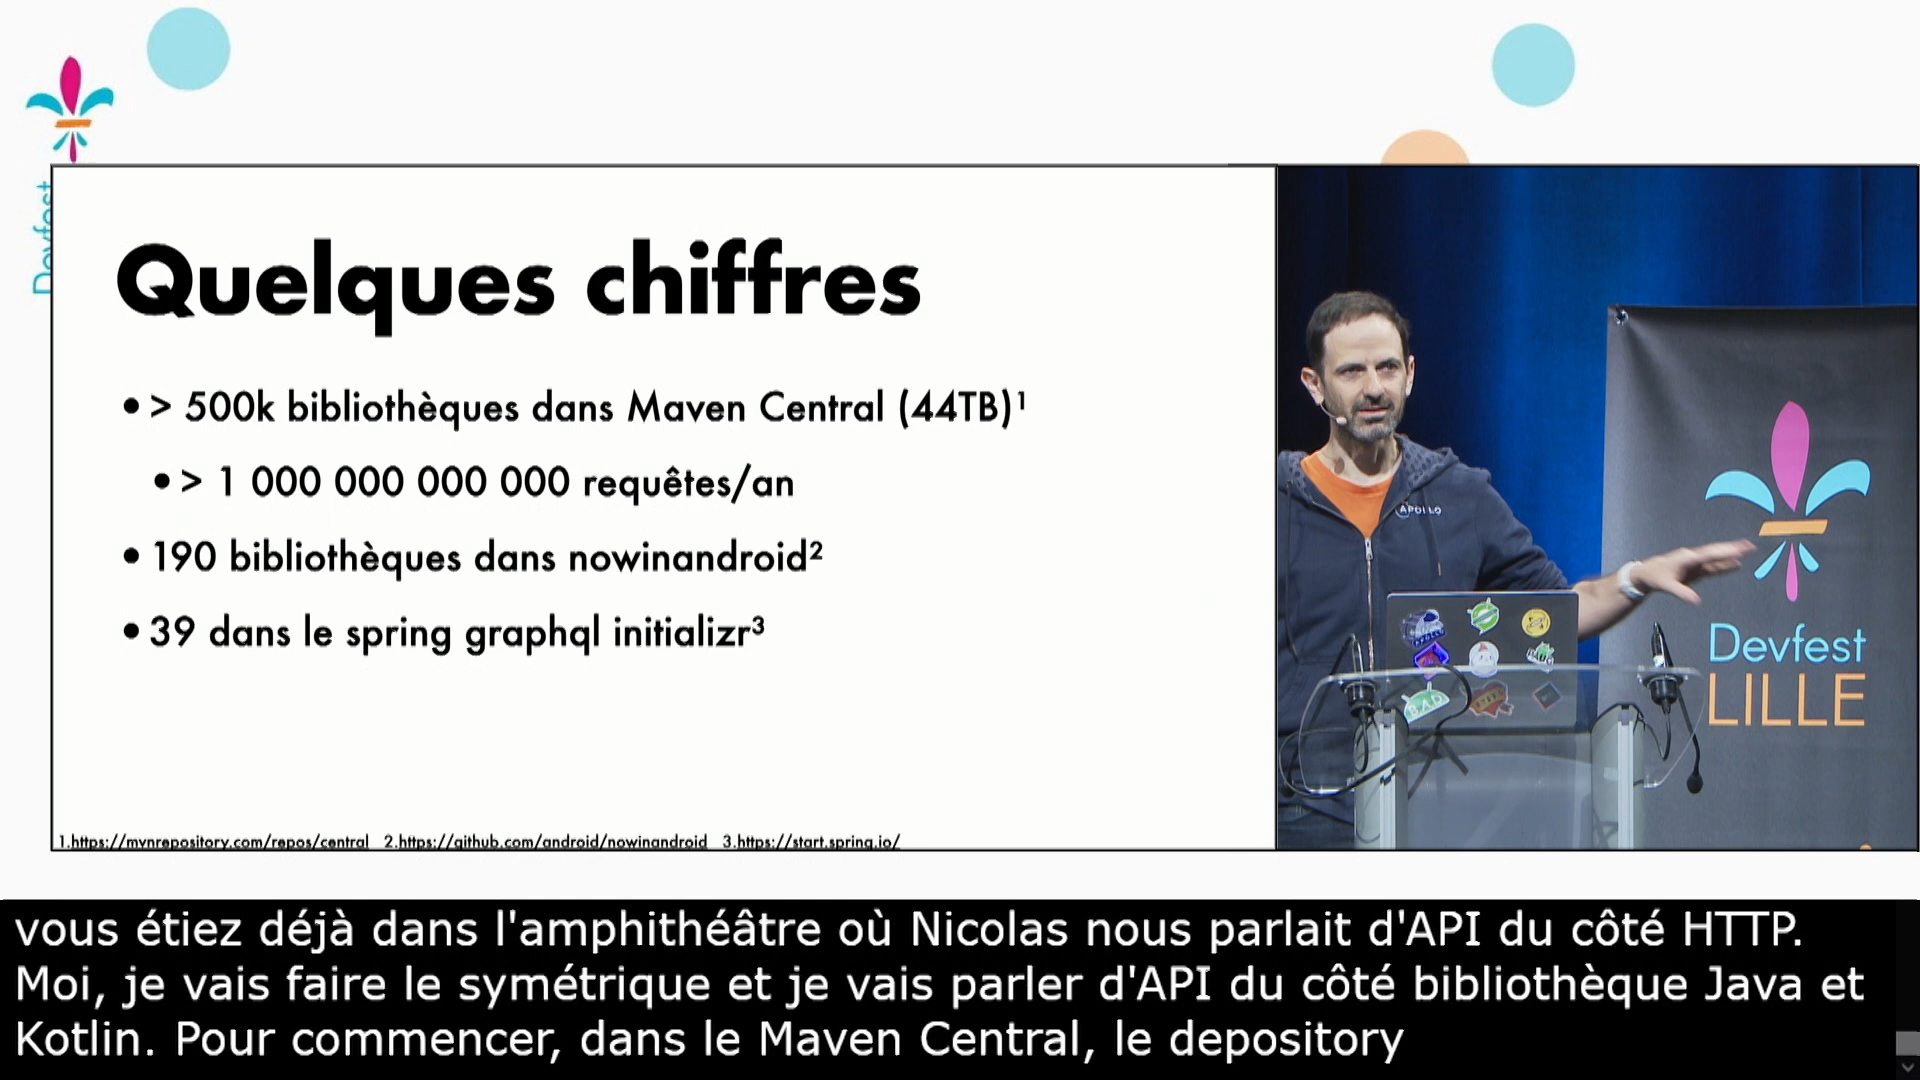 Devfest
Quelques chiffres
• > 500k bibliothèques dans Maven Central (44TB)¹
• > 1 000 000 000 000 requêtes/an
• 190 bibliothèques dans nowinandroid²
• 39 dans le spring graphql initializr³
1.https://mvnrepository.com/repos/central 2.https://github.com/android/nowinandroid 3.https://start.spring.io/
APOLLO
BAD
Devfest
LILLE
vous étiez déjà dans l'amphithéâtre où Nicolas nous parlait d'API du côté HTTP.
Moi, je vais faire le symétrique et je vais parler d'API du côté bibliothèque Java et
Kotlin. Pour commencer, dans le Maven Central, le depository